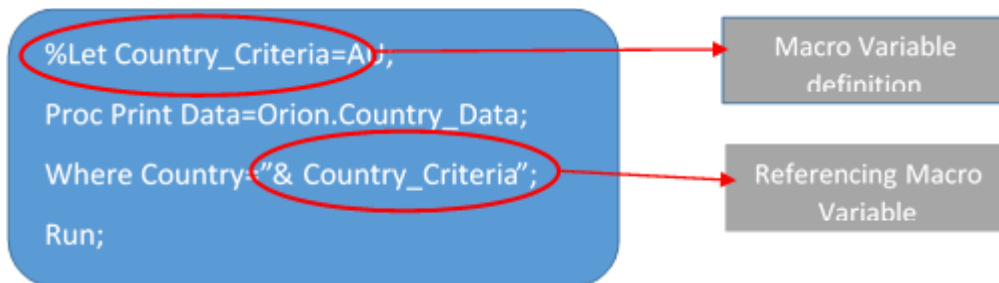 %Let Country_Criteria=AU;
Macro Variable
definition
Proc Print Data=Orion.Country_Data;
Where Country=”& Country_Criteria”;
Referencing Macro
Variable
Run;